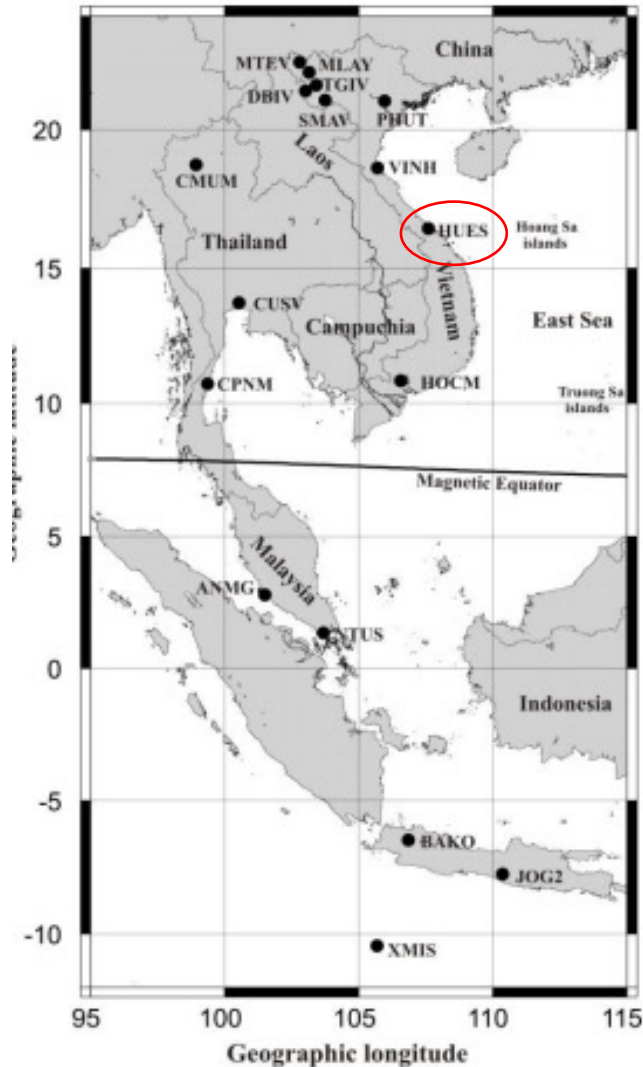 China
MTEV
MLAY
TGIV
DBIV
SMAV
PHUT
20
Laos
VINH
CMUM
HUES
Hoang Sa
islands
Thailand
15
Vietnam
CUSV
Campuchia
East Sea
HOCM
CPNM
Truong Sa
islands
10
Magnetic Equator
5
Malaysia
ANMG
NTUS
0
Indonesia
-5
BAKO
JOG2
-10
XMIS
95
100
105
110
115
Geographic longitude